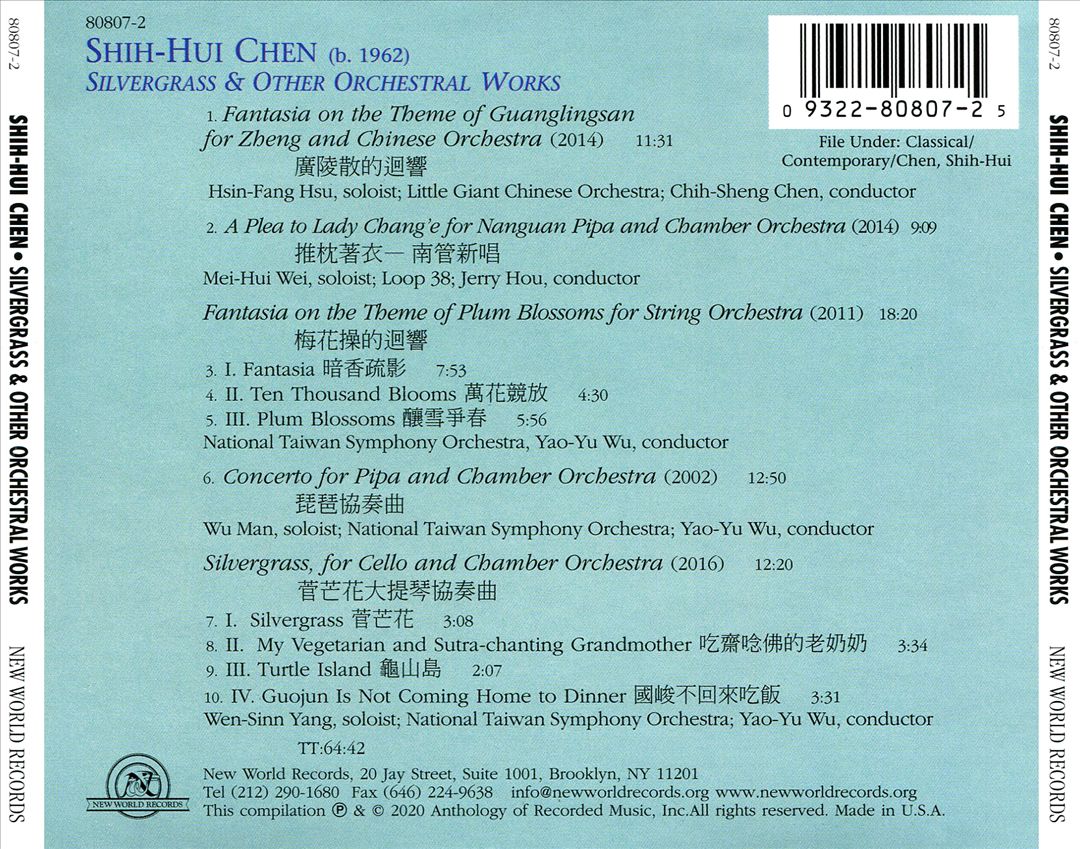 80807-2
SHIH-HUI CHEN • SILVERGRASS & OTHER ORCHESTRAL WORKS
NEW WORLD RECORDS
80807-2
SHIH-HUI CHEN (b. 1962)
SILVERGRASS & OTHER ORCHESTRAL WORKS
1. Fantasia on the Theme of Guanglingsan
for Zheng and Chinese Orchestra (2014) 11:31
廣陵散的迴響
Hsin-Fang Hsu, soloist; Little Giant Chinese Orchestra; Chih-Sheng Chen, conductor
2. A Plea to Lady Chang'e for Nanguan Pipa and Chamber Orchestra (2014) 9:09
推枕著衣— 南管新唱
Mei-Hui Wei, soloist; Loop 38; Jerry Hou, conductor
Fantasia on the Theme of Plum Blossoms for String Orchestra (2011) 18:20
梅花操的迴響
3. I. Fantasia 暗香疏影 7:53
4. II. Ten Thousand Blooms 萬花競放 4:30
5. III. Plum Blossoms 釀雪爭春 5:56
National Taiwan Symphony Orchestra, Yao-Yu Wu, conductor
6. Concerto for Pipa and Chamber Orchestra (2002) 12:50
琵琶協奏曲
Wu Man, soloist; National Taiwan Symphony Orchestra; Yao-Yu Wu, conductor
Silvergrass, for Cello and Chamber Orchestra (2016) 12:20
菅芒花大提琴協奏曲
7. I. Silvergrass 菅芒花 3:08
8. II. My Vegetarian and Sutra-chanting Grandmother 吃齋唸佛的老奶奶 3:34
9. III. Turtle Island 龜山島 2:07
10. IV. Guojun Is Not Coming Home to Dinner 國峻不回來吃飯 3:31
Wen-Sinn Yang, soloist; National Taiwan Symphony Orchestra; Yao-Yu Wu, conductor
TT:64:42
New World Records, 20 Jay Street, Suite 1001, Brooklyn, NY 11201
Tel (212) 290-1680 Fax (646) 224-9638 info@newworldrecords.org www.newworldrecords.org
This compilation ℗ & © 2020 Anthology of Recorded Music, Inc.All rights reserved. Made in U.S.A.
NEW WORLD RECORDS
0 9322-80807-2 5
File Under: Classical/
Contemporary/Chen, Shih-Hui
80807-2
SHIH-HUI CHEN • SILVERGRASS & OTHER ORCHESTRAL WORKS
NEW WORLD RECORDS